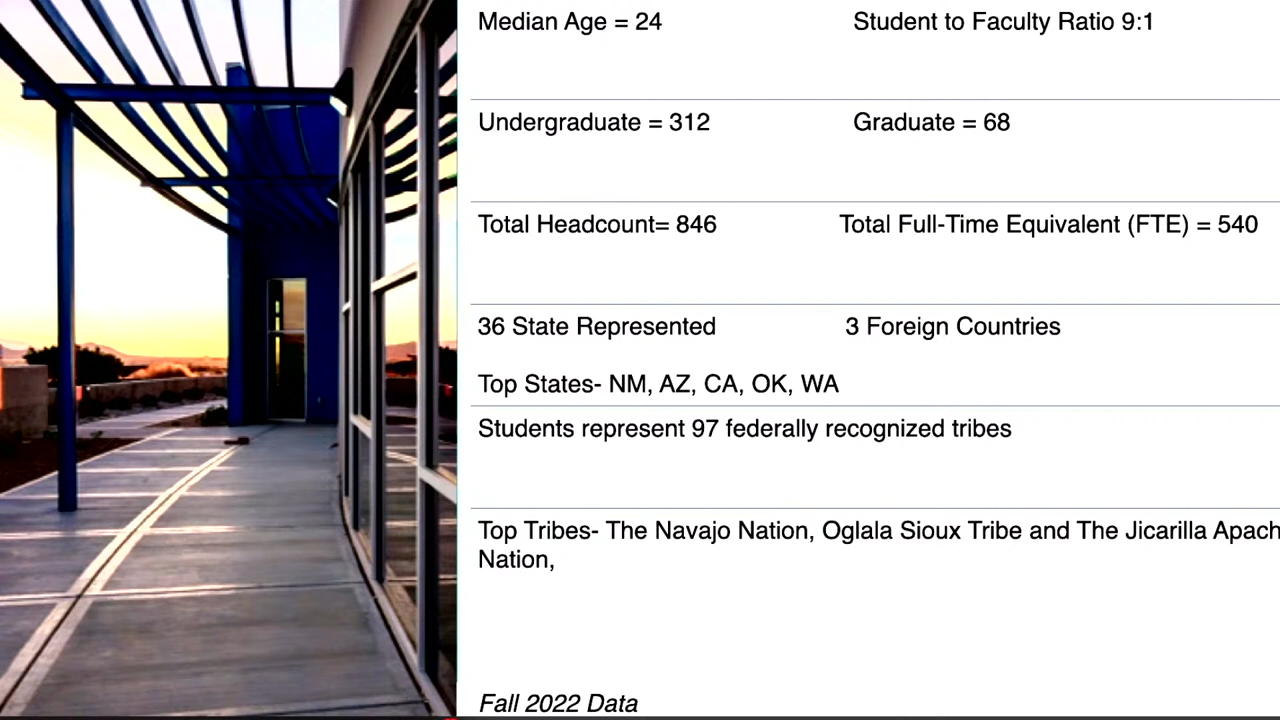 Median Age = 24
Student to Faculty Ratio 9:1
Undergraduate = 312
Graduate = 68
Total Headcount= 846
Total Full-Time Equivalent (FTE) = 540
36 State Represented
3 Foreign Countries
Top States- NM, AZ, CA, OK, WA
Students represent 97 federally recognized tribes
Top Tribes- The Navajo Nation, Oglala Sioux Tribe and The Jicarilla Apach
Nation,
Fall 2022 Data